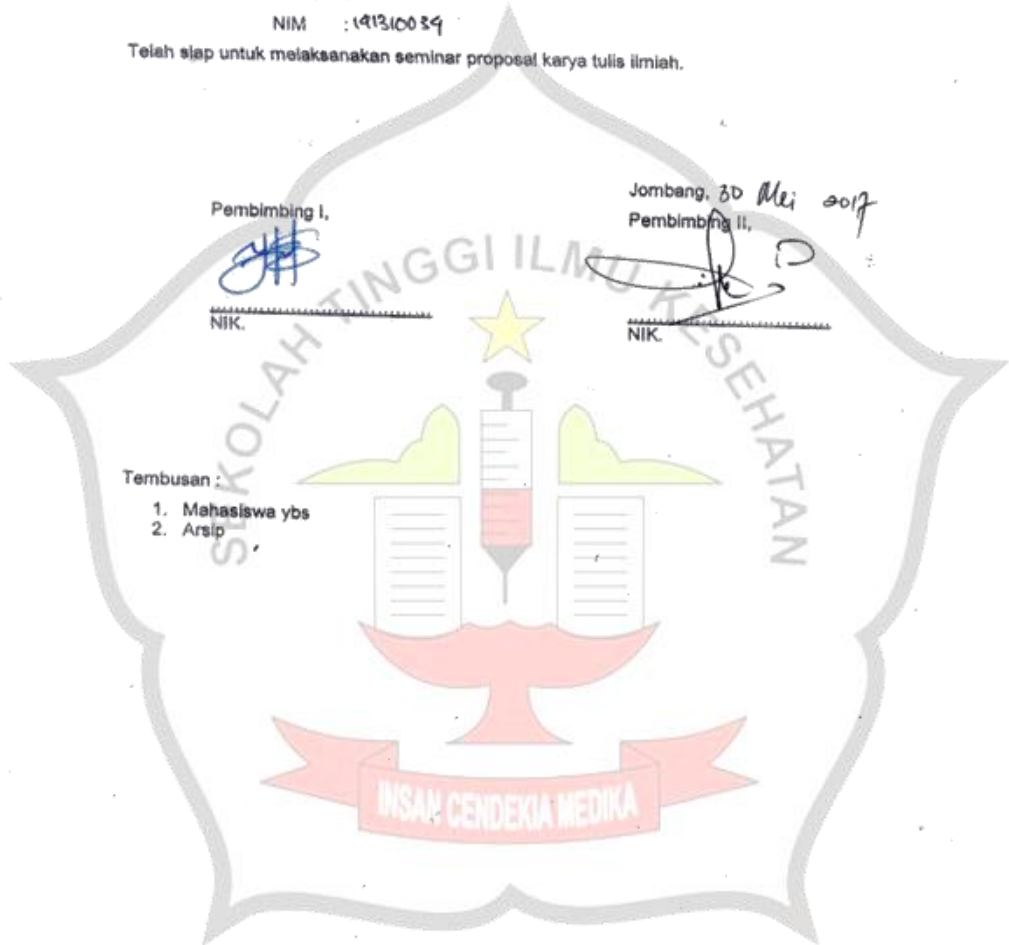 NIM : 191310039
Telah siap untuk melaksanakan seminar proposal karya tulis ilmiah.
Jombang, 30 Mei 2017
Pembimbing I,
Pembimbing II,
NIK.
NIK.
SEKOLAH TINGGI ILMU KESEHATAN
Tembusan :
1. Mahasiswa ybs
2. Arsip
INSAN CENDEKIA MEDIKA